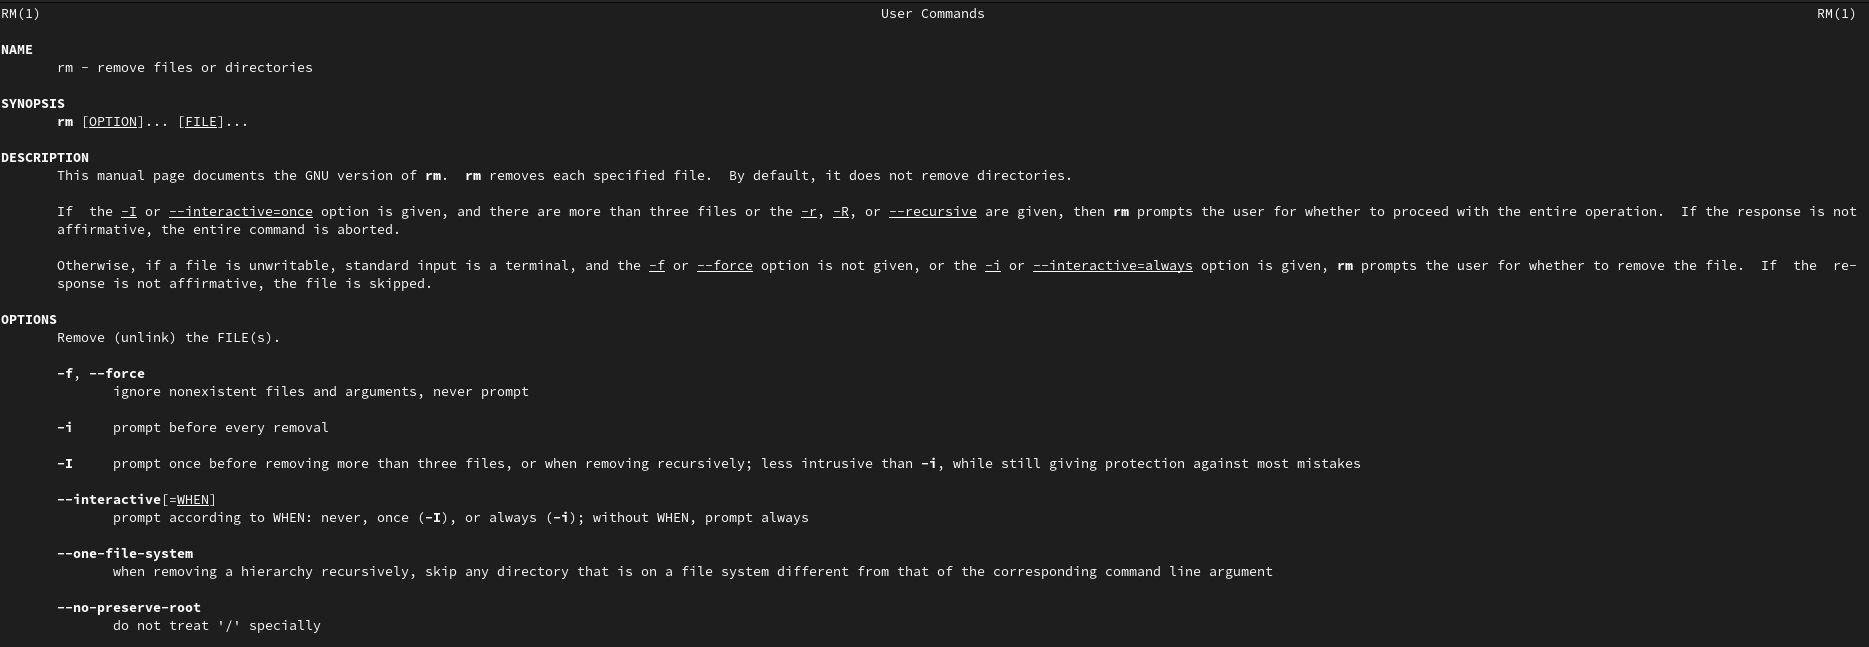 RM(1) User Commands RM(1)
NAME
rm - remove files or directories
SYNOPSIS
rm [OPTION]... [FILE]...
DESCRIPTION
This manual page documents the GNU version of rm.  rm removes each specified file.  By default, it does not remove directories.
If  the -I or --interactive=once option is given, and there are more than three files or the -r, -R, or --recursive are given, then rm prompts the user for whether to proceed with the entire operation.  If the response is not
affirmative, the entire command is aborted.
Otherwise, if a file is unwritable, standard input is a terminal, and the -f or --force option is not given, or the -i or --interactive=always option is given, rm prompts the user for whether to remove the file.  If  the  re-
sponse is not affirmative, the file is skipped.
OPTIONS
Remove (unlink) the FILE(s).
-f, --force
ignore nonexistent files and arguments, never prompt
-i     prompt before every removal
-I     prompt once before removing more than three files, or when removing recursively; less intrusive than -i, while still giving protection against most mistakes
--interactive[=WHEN]
prompt according to WHEN: never, once (-I), or always (-i); without WHEN, prompt always
--one-file-system
when removing a hierarchy recursively, skip any directory that is on a file system different from that of the corresponding command line argument
--no-preserve-root
do not treat '/' specially